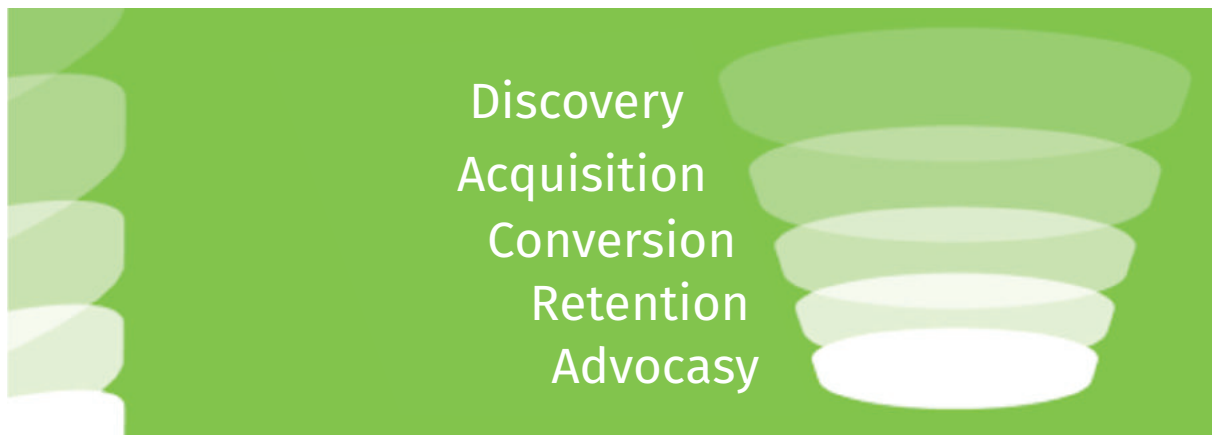 Discovery
Acquisition
Conversion
Retention
Advocasy